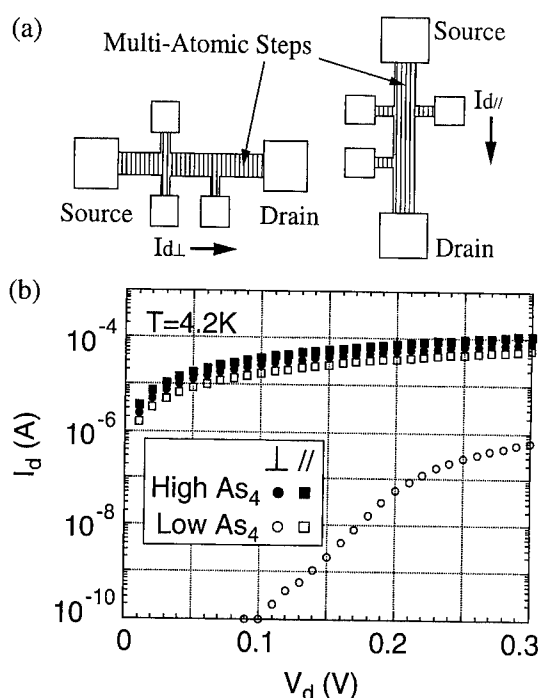 (a)
Multi-Atomic Steps
Source
Id//
Source
Drain
Id⊥
Drain
(b)
T=4.2K
10-4
10-6
10-8
10-10
Id (A)
⊥ //
High As4 ● ■
Low As4 ○ □
0 0.1 0.2 0.3
Vd (V)